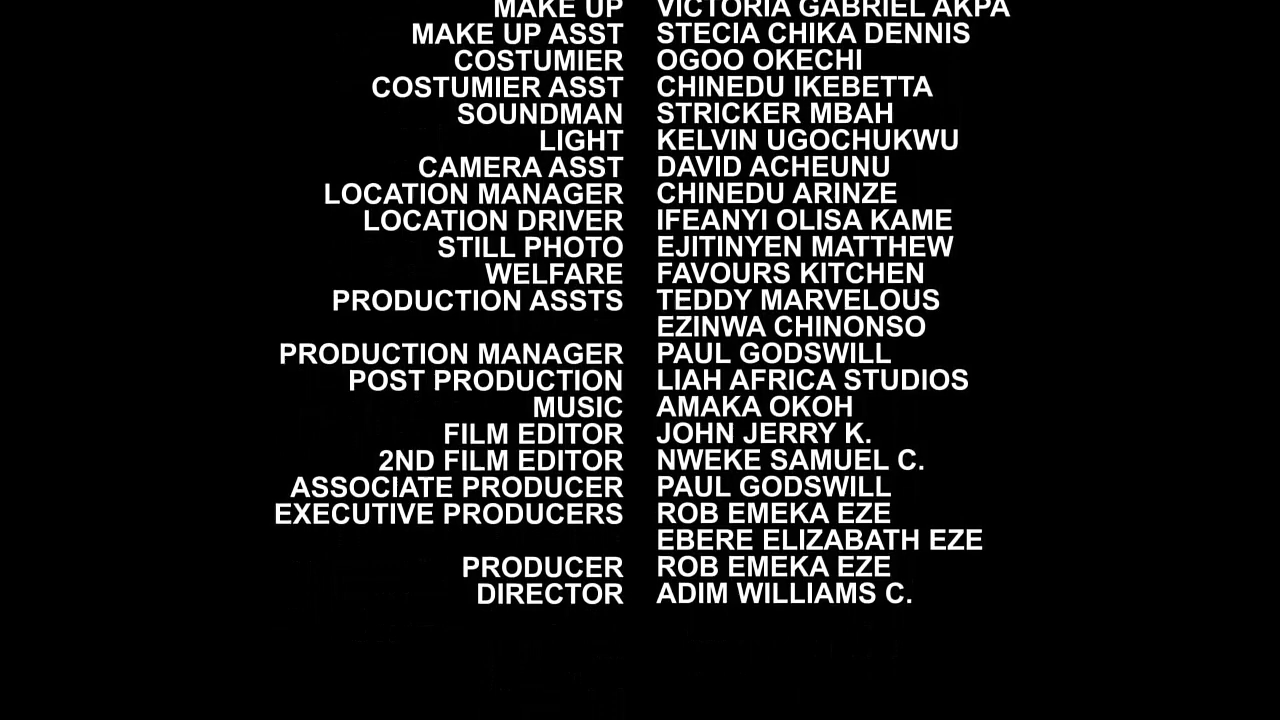 MAKE UP VICTORIA GABRIEL AKPA
MAKE UP ASST STECIA CHIKA DENNIS
COSTUMIER OGOO OKECHI
COSTUMIER ASST CHINEDU IKEBETTA
SOUNDMAN STRICKER MBAH
LIGHT KELVIN UGOCHUKWU
CAMERA ASST DAVID ACHEUNU
LOCATION MANAGER CHINEDU ARINZE
LOCATION DRIVER IFEANYI OLISA KAME
STILL PHOTO EJITINYEN MATTHEW
WELFARE FAVOURS KITCHEN
PRODUCTION ASSTS TEDDY MARVELOUS
EZINWA CHINONSO
PRODUCTION MANAGER PAUL GODSWILL
POST PRODUCTION LIAH AFRICA STUDIOS
MUSIC AMAKA OKOH
FILM EDITOR JOHN JERRY K.
2ND FILM EDITOR NWEKE SAMUEL C.
ASSOCIATE PRODUCER PAUL GODSWILL
EXECUTIVE PRODUCERS ROB EMEKA EZE
EBERE ELIZABATH EZE
PRODUCER ROB EMEKA EZE
DIRECTOR ADIM WILLIAMS C.